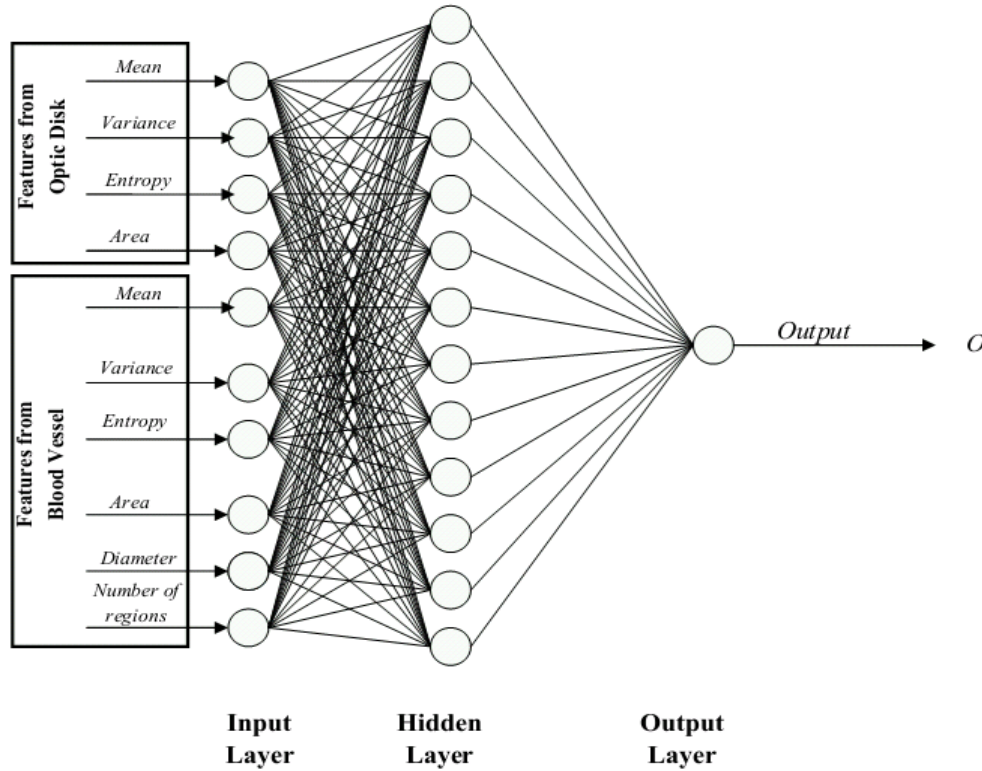 Features from
Optic Disk
Mean
Variance
Entropy
Area
Features from
Blood Vessel
Mean
Variance
Entropy
Area
Diameter
Number of
regions
Output
O
Input
Layer
Hidden
Layer
Output
Layer